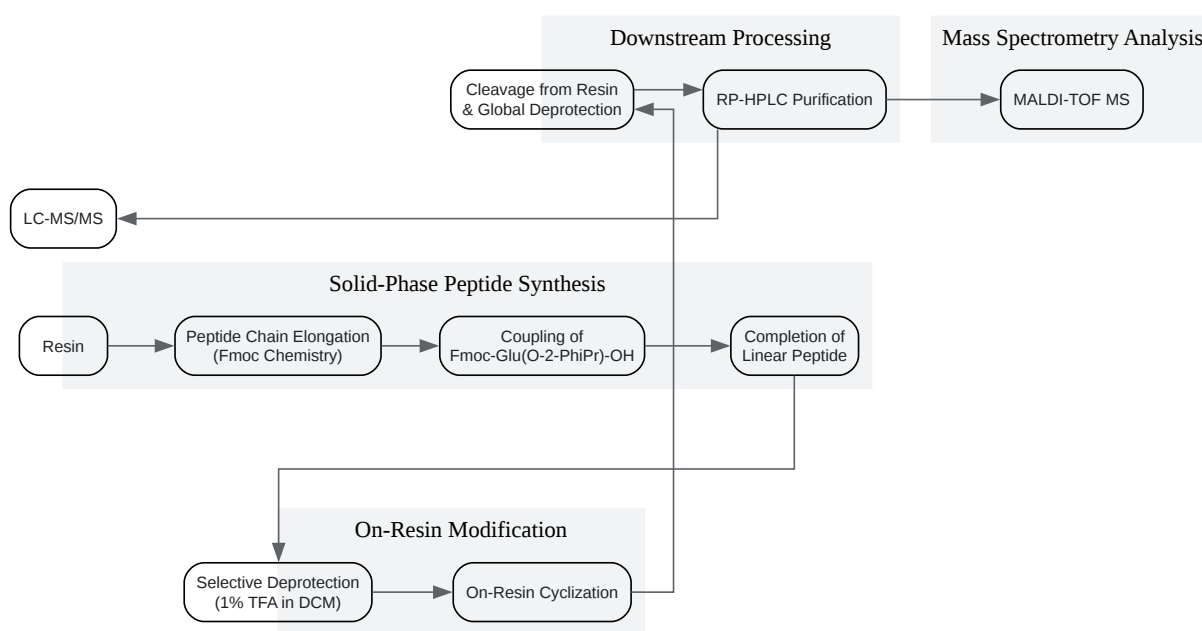 Downstream Processing
Mass Spectrometry Analysis
Cleavage from Resin
& Global Deprotection
RP-HPLC Purification
MALDI-TOF MS
LC-MS/MS
Solid-Phase Peptide Synthesis
Resin
Peptide Chain Elongation
(Fmoc Chemistry)
Coupling of
Fmoc-Glu(O-2-PhiPr)-OH
Completion of
Linear Peptide
On-Resin Modification
Selective Deprotection
(1% TFA in DCM)
On-Resin Cyclization